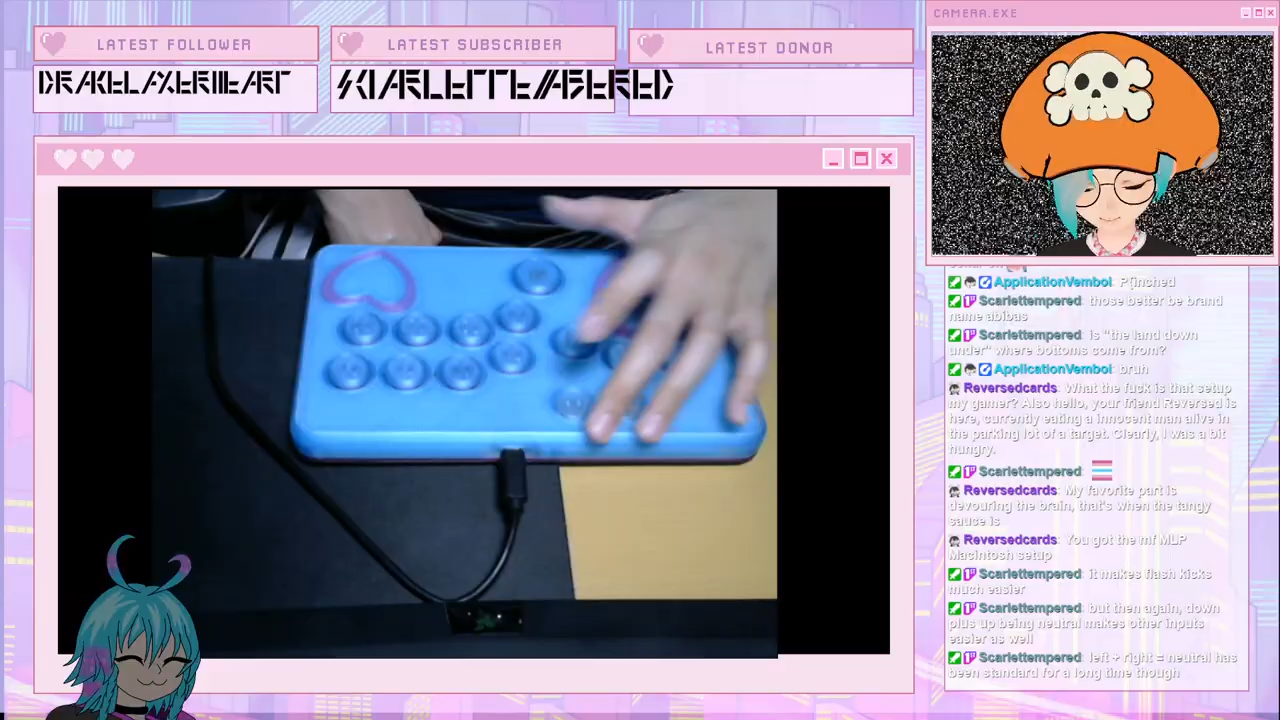 LATEST FOLLOWER
LATEST SUBSCRIBER
LATEST DONOR
CAMERA.EXE
ApplicationVembol: P[inched
Scarlettempered: those better be brand
name abibas
Scarlettempered: is "the land down
under" where bottoms come from?
ApplicationVembol: bruh
Reversedcards: What the fuck is that setup
my gamer? Also hello, your friend Reversed is
here, currently eating a innocent man alive in
the parking lot of a target. Clearly, I was a bit
hungry.
Scarlettempered:
Reversedcards: My favorite part is
devouring the brain, that's when the tangy
sauce is
Reversedcards: You got the mf MLP
Macintosh setup
Scarlettempered: it makes flash kicks
much easier
Scarlettempered: but then again, down
plus up being neutral makes other inputs
easier as well
Scarlettempered: left + right = neutral has
been standard for a long time though